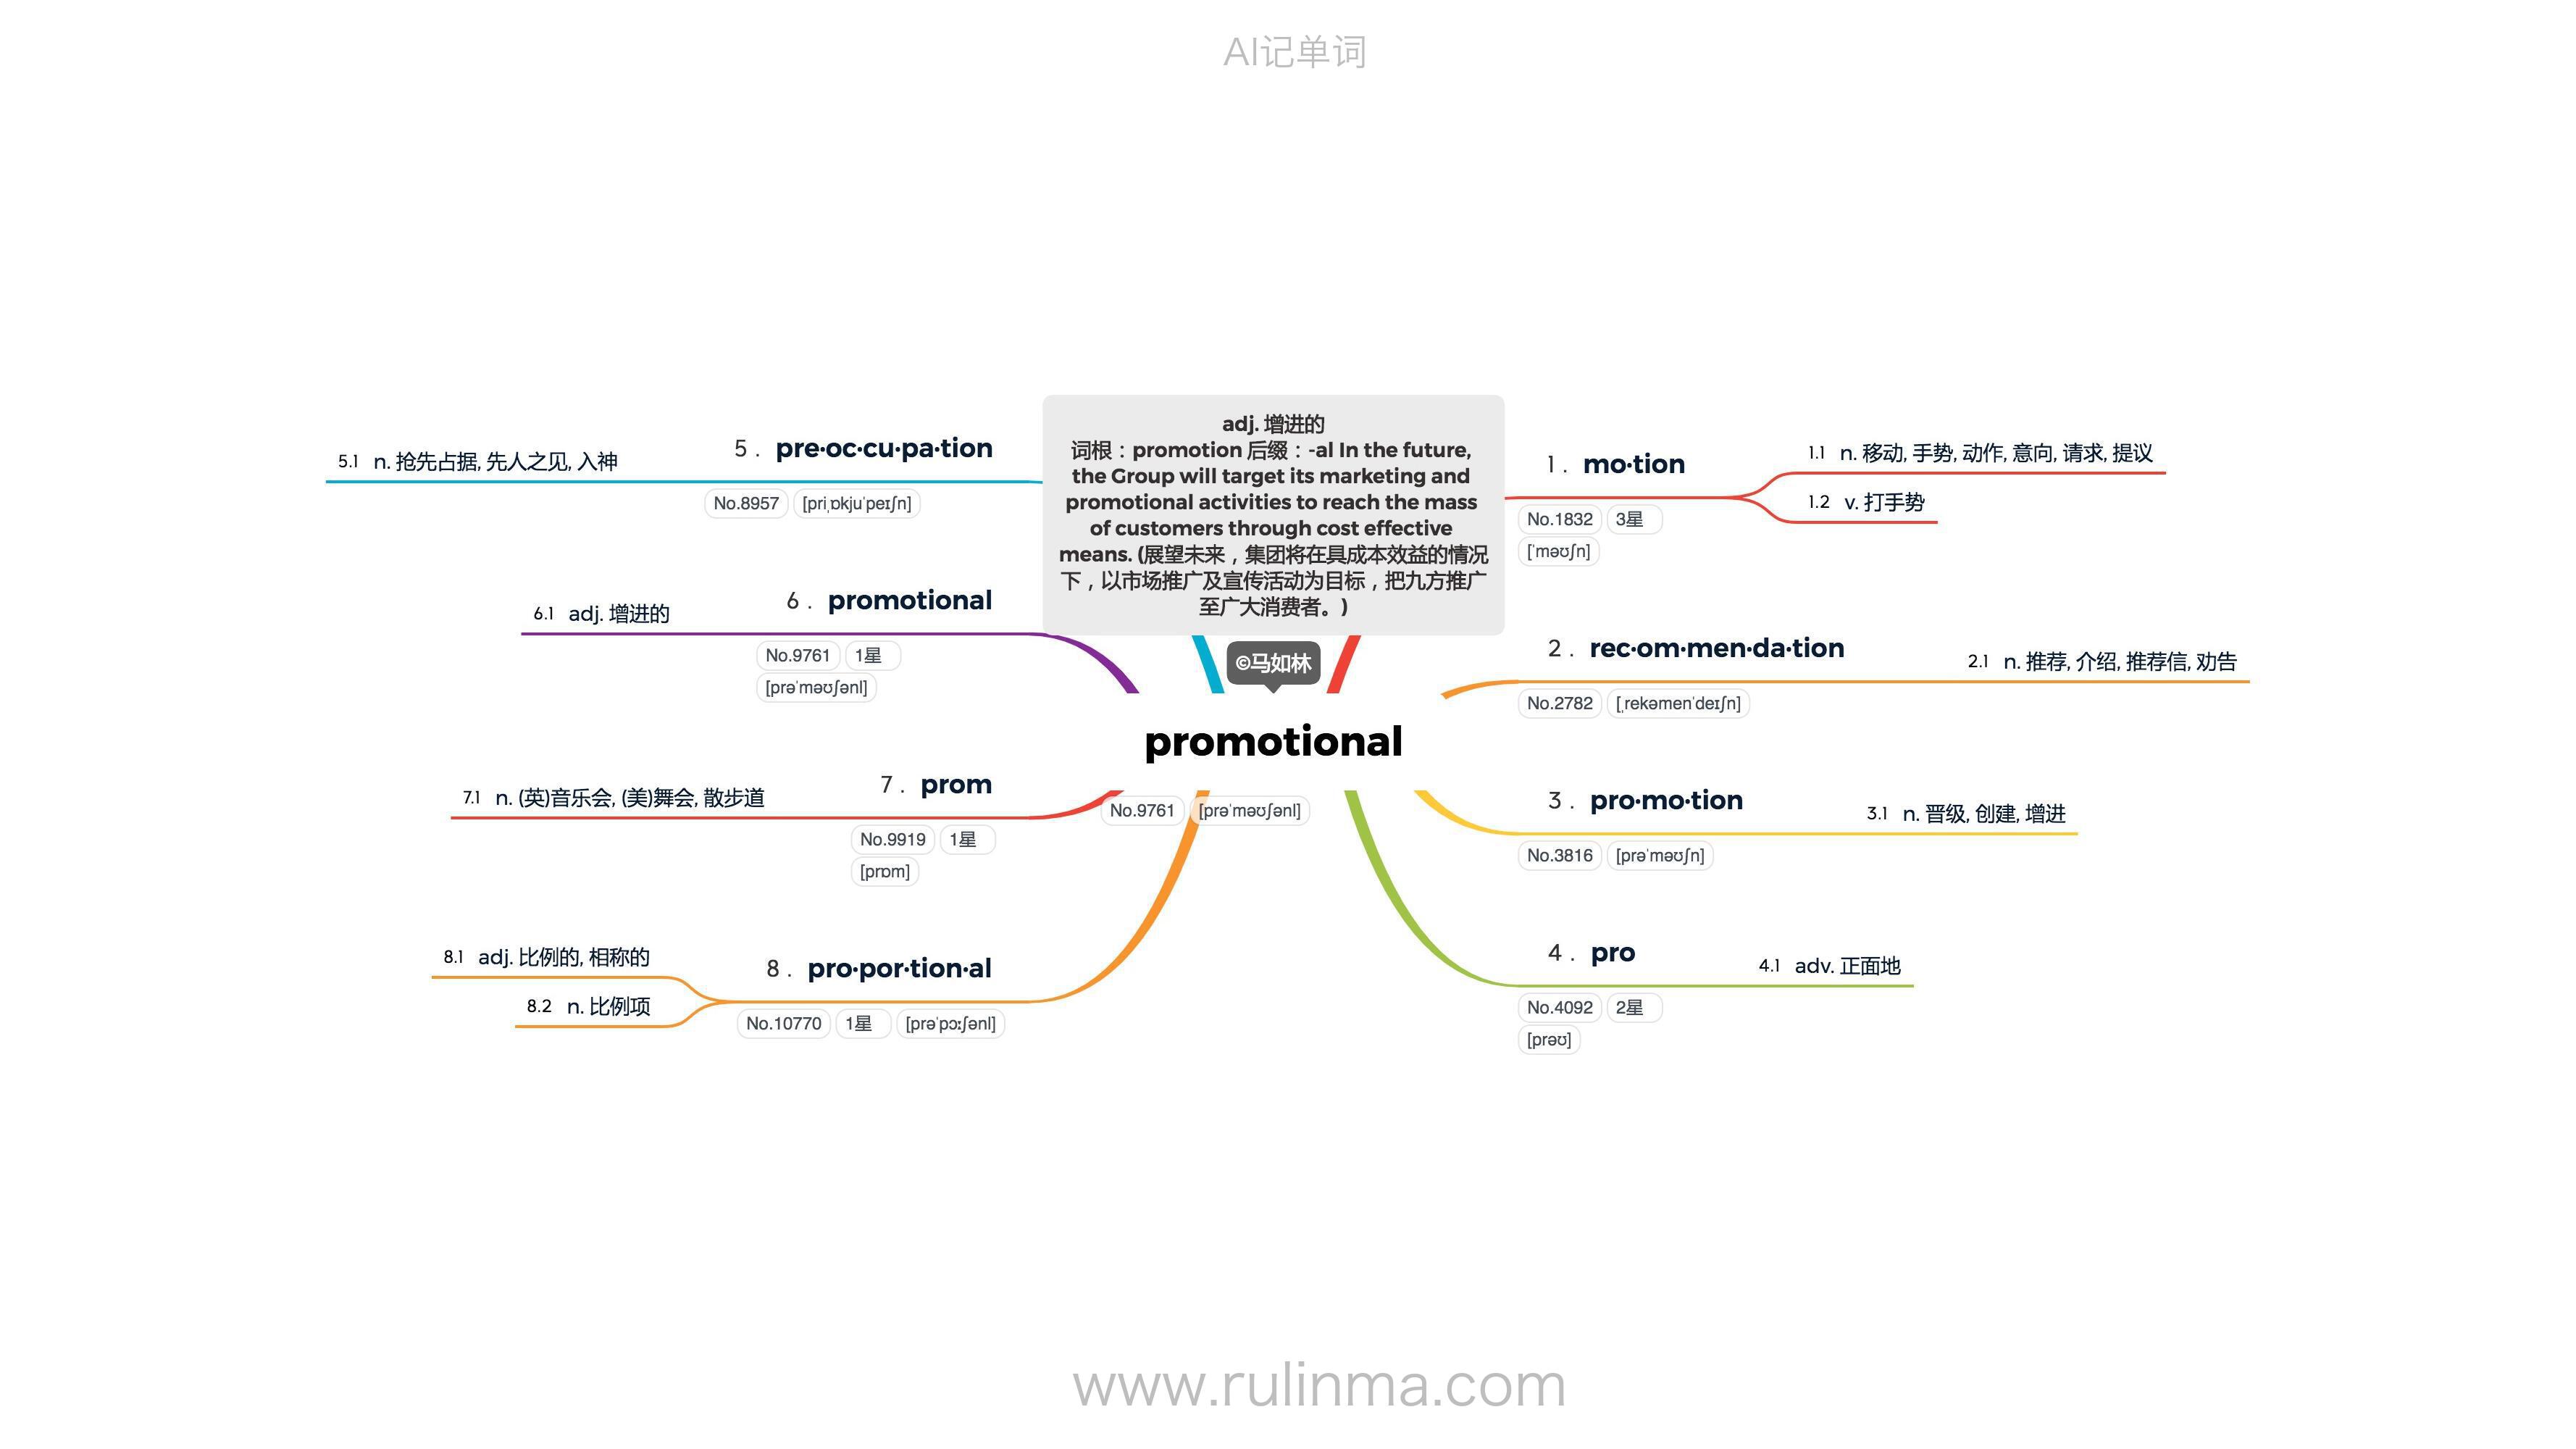 AI记单词
adj. 增进的
词根：promotion 后缀：-al In the future,
the Group will target its marketing and
promotional activities to reach the mass
of customers through cost effective
means. (展望未来，集团将在具成本效益的情况
下，以市场推广及宣传活动为目标，把九方推广
至广大消费者。)
©马如林
promotional
No.9761 [prəˈməʊʃənl]
1 . mo·tion
No.1832 3星
[ˈməʊʃn]
1.1 n. 移动, 手势, 动作, 意向, 请求, 提议
1.2 v. 打手势
2 . rec·om·men·da·tion
No.2782 [ˌrekəmenˈdeɪʃn]
2.1 n. 推荐, 介绍, 推荐信, 劝告
3 . pro·mo·tion
No.3816 [prəˈməʊʃn]
3.1 n. 晋级, 创建, 增进
4 . pro
No.4092 2星
[prəʊ]
4.1 adv. 正面地
5 . pre·oc·cu·pa·tion
No.8957 [priˌɒkjuˈpeɪʃn]
5.1 n. 抢先占据, 先人之见, 入神
6 . promotional
No.9761 1星
[prəˈməʊʃənl]
6.1 adj. 增进的
7 . prom
No.9919 1星
[prɒm]
7.1 n. (英)音乐会, (美)舞会, 散步道
8 . pro·por·tion·al
No.10770 1星 [prəˈpɔːʃənl]
8.1 adj. 比例的, 相称的
8.2 n. 比例项
www.rulinma.com